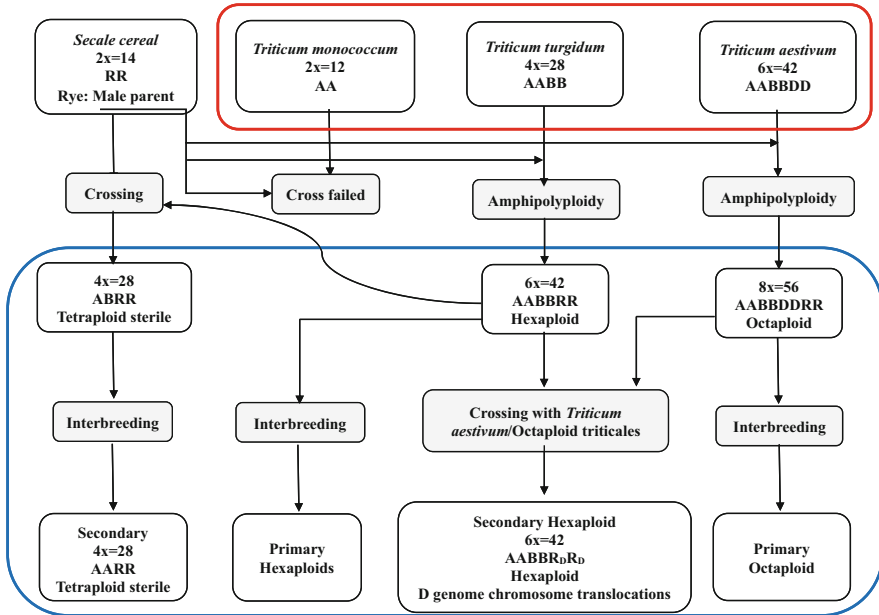 Secale cereal
2x=14
RR
Rye: Male parent
Triticum monococcum
2x=12
AA
Triticum turgidum
4x=28
AABB
Triticum aestivum
6x=42
AABBDD
Crossing
Cross failed
Amphipolyploidy
Amphipolyploidy
4x=28
ABRR
Tetraploid sterile
6x=42
AABBRR
Hexaploid
8x=56
AABBDDRR
Octaploid
Interbreeding
Interbreeding
Crossing with Triticum
aestivum/Octaploid triticales
Interbreeding
Secondary
4x=28
AARR
Tetraploid sterile
Primary
Hexaploids
Secondary Hexaploid
6x=42
AABBR_DR_D
Hexaploid
D genome chromosome translocations
Primary
Octaploid